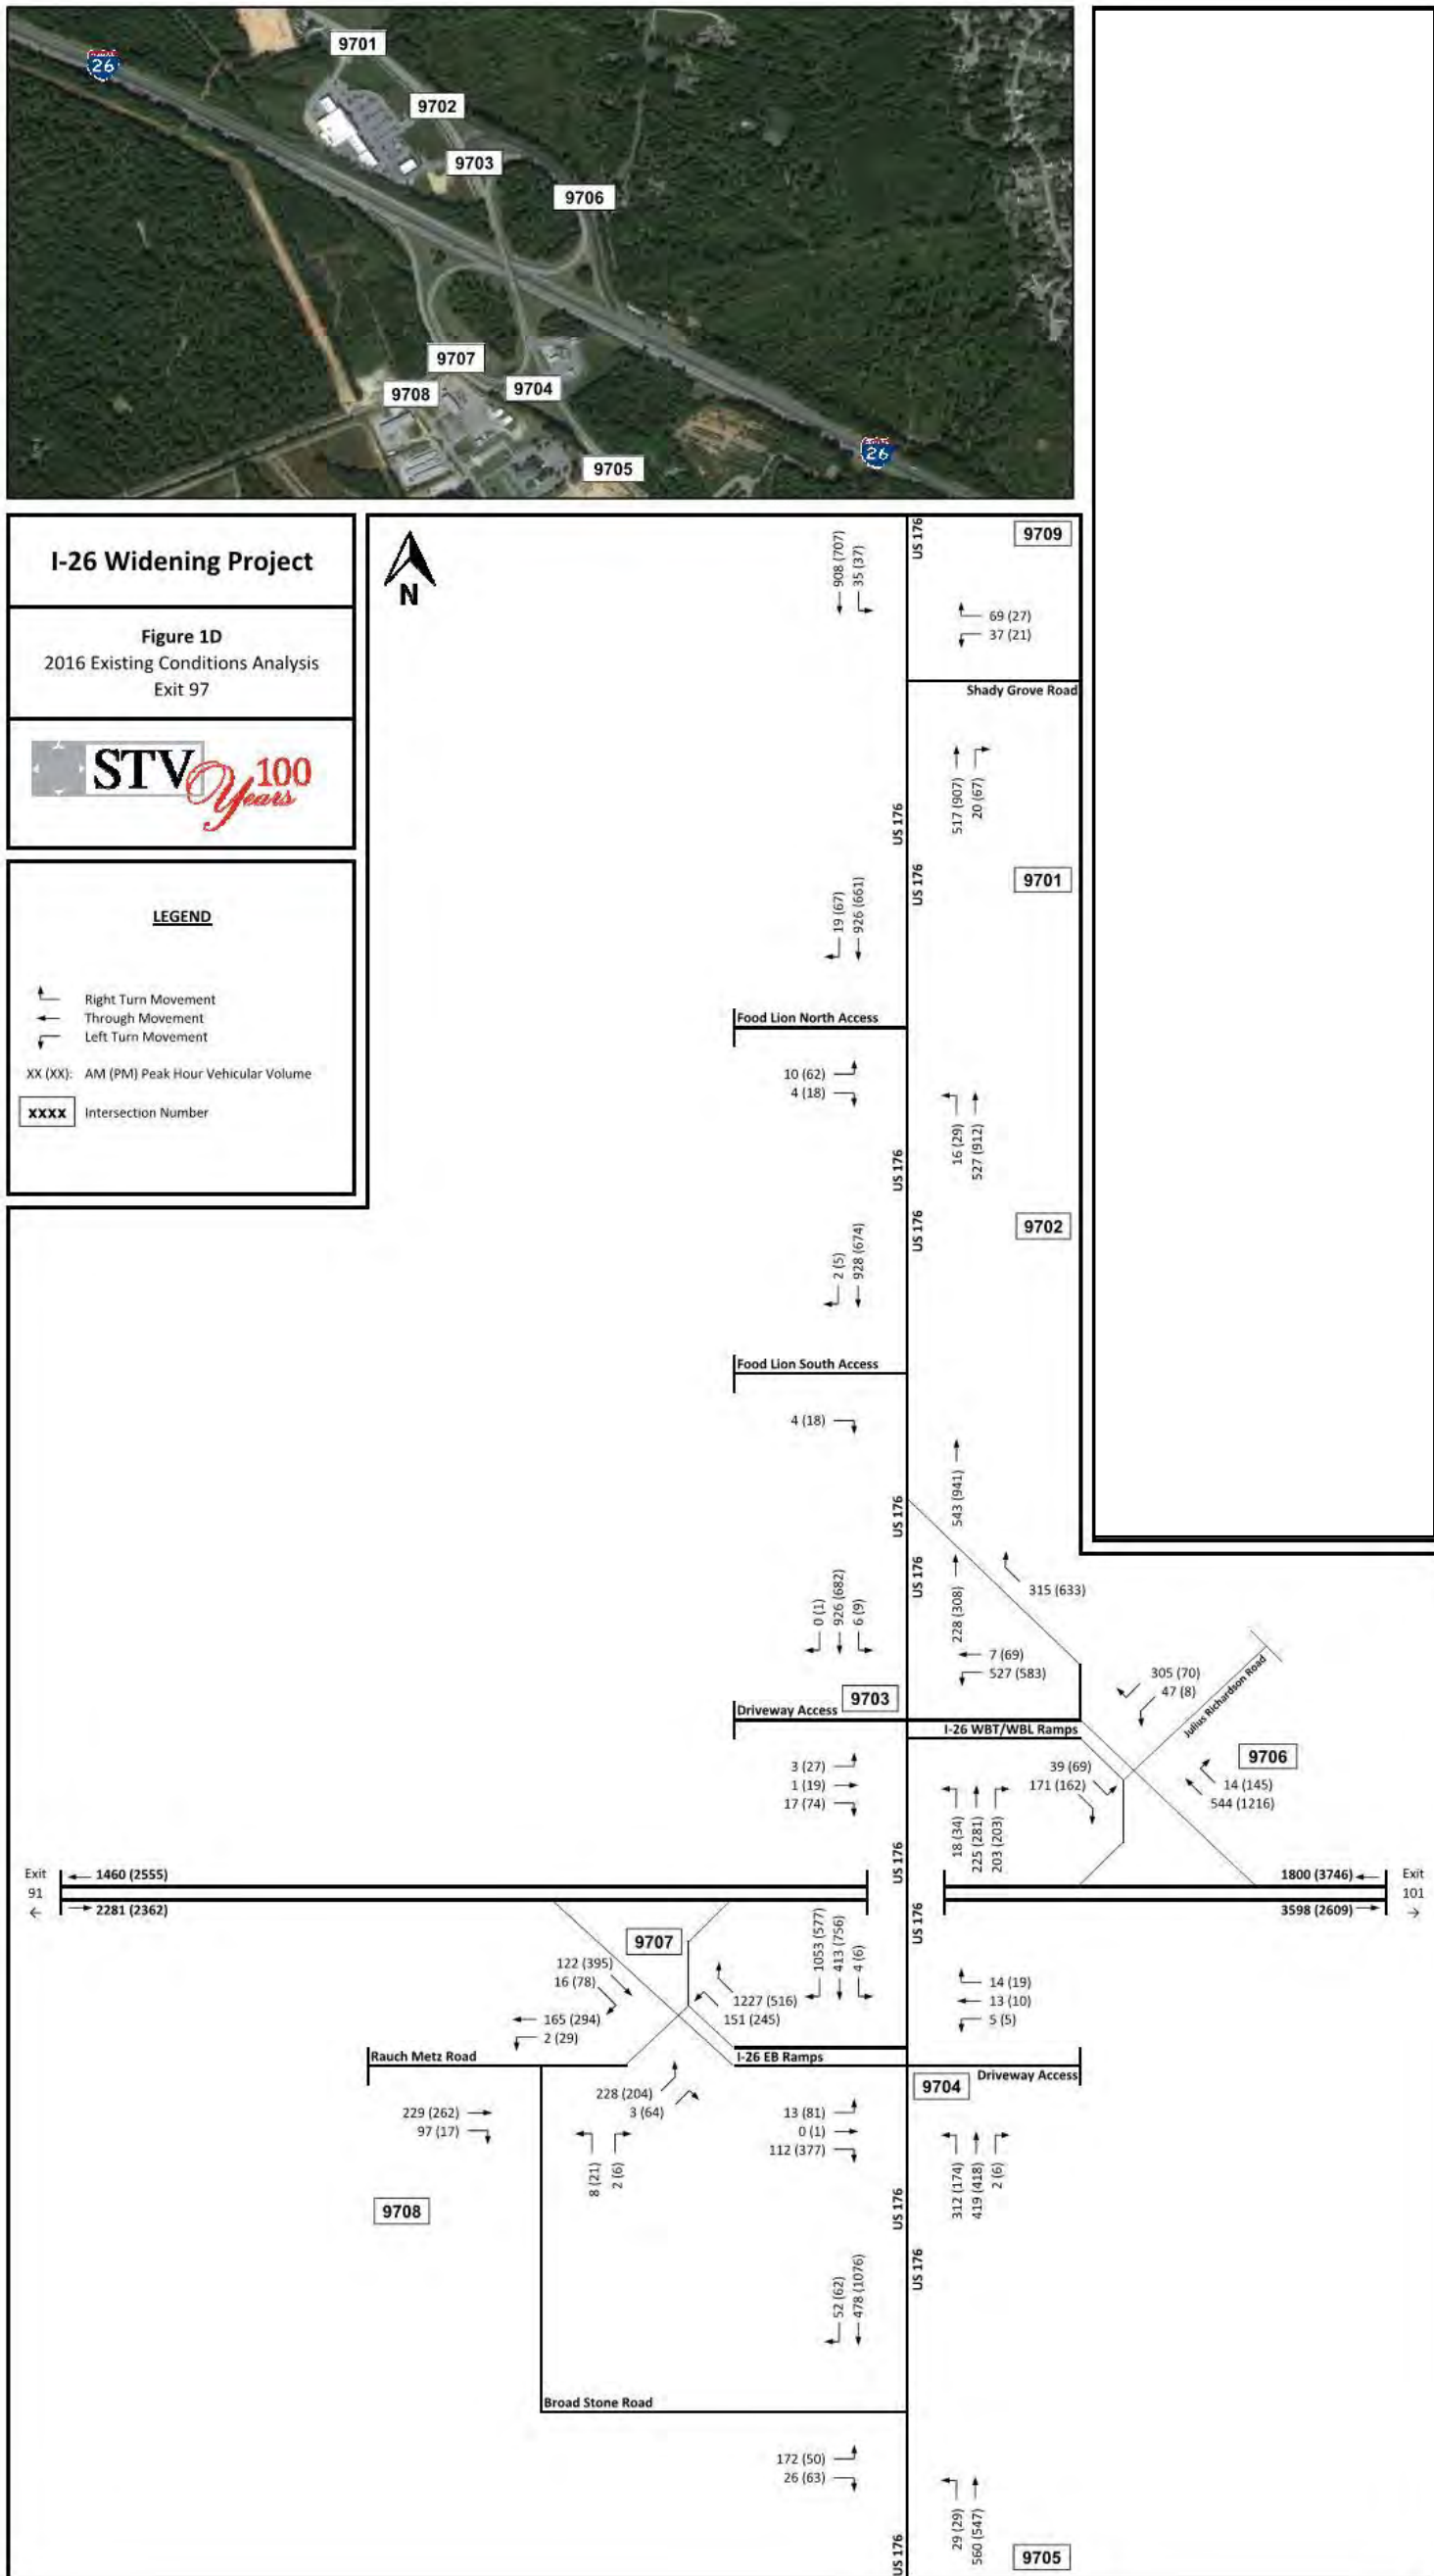 9701
26
9702
9703
9706
9707
9708
9704
26
9705
I-26 Widening Project
Figure 1D
2016 Existing Conditions Analysis
Exit 97
STV 100
Years
LEGEND
Right Turn Movement
Through Movement
Left Turn Movement
XX (XX): AM (PM) Peak Hour Vehicular Volume
XXXX Intersection Number
N
908 (707)
35 (37)
US 176
9709
69 (27)
37 (21)
Shady Grove Road
517 (907)
20 (67)
US 176
US 176
9701
19 (67)
926 (661)
Food Lion North Access
10 (62)
4 (18)
16 (29)
527 (912)
US 176
US 176
9702
2 (5)
928 (674)
Food Lion South Access
4 (18)
543 (941)
US 176
US 176
228 (308)
315 (633)
0 (1)
926 (682)
6 (9)
7 (69)
527 (583)
305 (70)
47 (8)
Julius Richardson Road
9703
Driveway Access
I-26 WBT/WBL Ramps
9706
3 (27)
1 (19)
17 (74)
39 (69)
171 (162)
14 (145)
544 (1216)
18 (34)
225 (281)
203 (203)
US 176
Exit
91
←
1460 (2555)
2281 (2362)
1800 (3746)
3598 (2609)
Exit
101
→
US 176
9707
1053 (577)
413 (756)
4 (6)
122 (395)
16 (78)
1227 (516)
151 (245)
14 (19)
13 (10)
5 (5)
165 (294)
2 (29)
Rauch Metz Road
I-26 EB Ramps
9704
Driveway Access
228 (204)
3 (64)
229 (262)
97 (17)
8 (21)
2 (6)
13 (81)
0 (1)
112 (377)
312 (174)
419 (418)
2 (6)
9708
US 176
US 176
52 (62)
478 (1076)
Broad Stone Road
172 (50)
26 (63)
29 (29)
560 (547)
US 176
9705